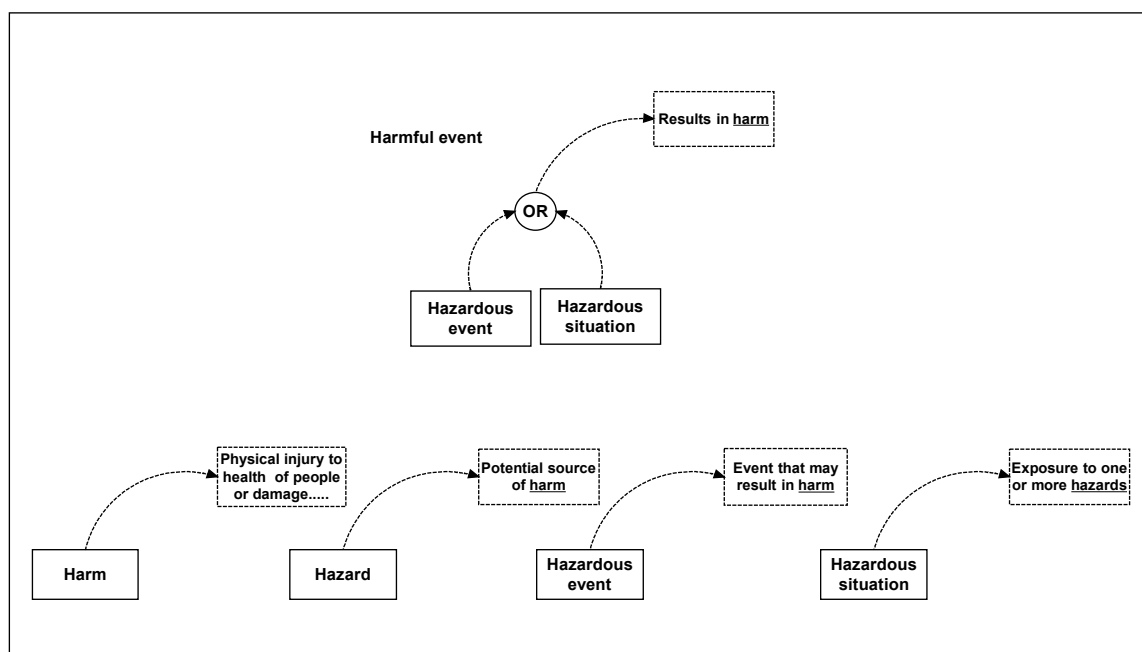 Results in harm
Harmful event
OR
Hazardous
event
Hazardous
situation
Physical injury to
health of people
or damage.....
Potential source
of harm
Event that may
result in harm
Exposure to one
or more hazards
Harm
Hazard
Hazardous
event
Hazardous
situation